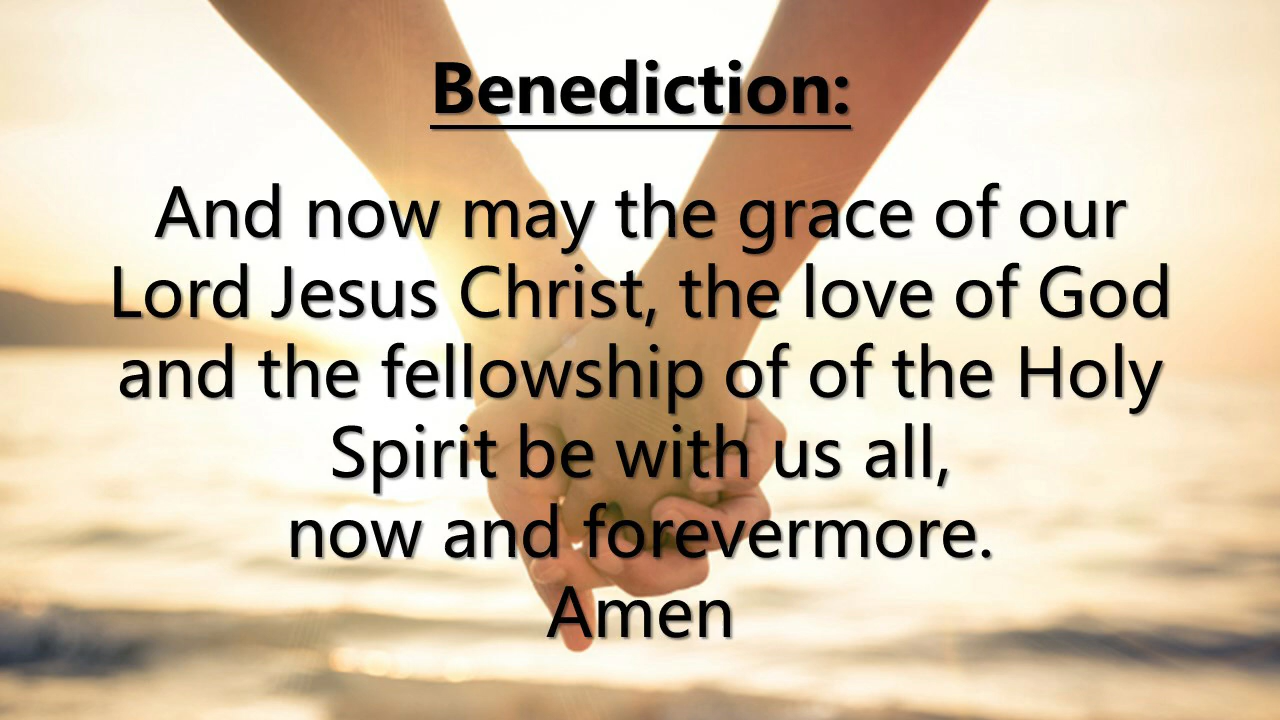 Benediction:
And now may the grace of our
Lord Jesus Christ, the love of God
and the fellowship of of the Holy
Spirit be with us all,
now and forevermore.
Amen